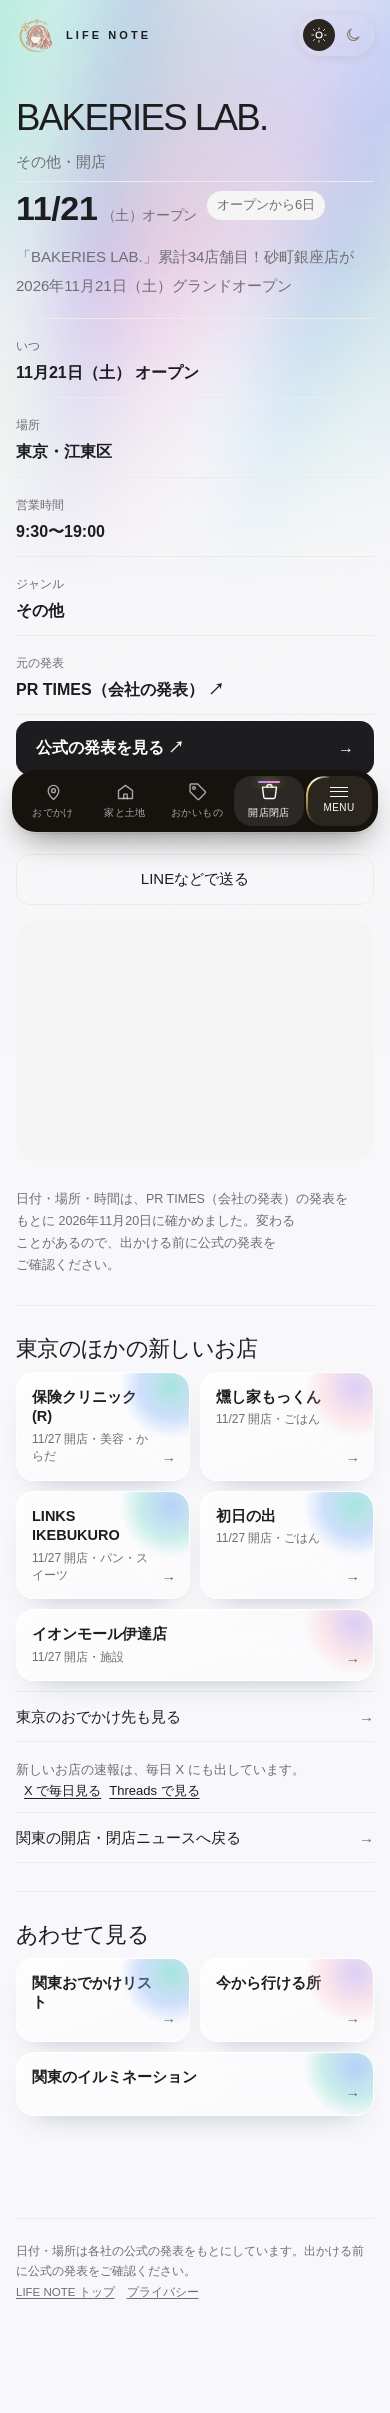 LIFE NOTE
BAKERIES LAB.
その他・開店
11/21 （土）オープン オープンから6日
「BAKERIES LAB.」累計34店舗目！砂町銀座店が
2026年11月21日（土）グランドオープン
いつ
11月21日（土） オープン
場所
東京・江東区
営業時間
9:30〜19:00
ジャンル
その他
元の発表
PR TIMES（会社の発表） ↗
公式の発表を見る ↗ →
おでかけ 家と土地 おかいもの 開店閉店 MENU
LINEなどで送る
日付・場所・時間は、PR TIMES（会社の発表）の発表を
もとに 2026年11月20日に確かめました。変わる
ことがあるので、出かける前に公式の発表を
ご確認ください。
東京のほかの新しいお店
保険クリニック
(R)
11/27 開店・美容・か
らだ →
燻し家もっくん
11/27 開店・ごはん
→
LINKS
IKEBUKURO
11/27 開店・パン・ス
イーツ →
初日の出
11/27 開店・ごはん
→
イオンモール伊達店
11/27 開店・施設 →
東京のおでかけ先も見る →
新しいお店の速報は、毎日 X にも出しています。
X で毎日見る Threads で見る
関東の開店・閉店ニュースへ戻る →
あわせて見る
関東おでかけリス
ト →
今から行ける所
→
関東のイルミネーション
→
日付・場所は各社の公式の発表をもとにしています。出かける前
に公式の発表をご確認ください。
LIFE NOTE トップ プライバシー